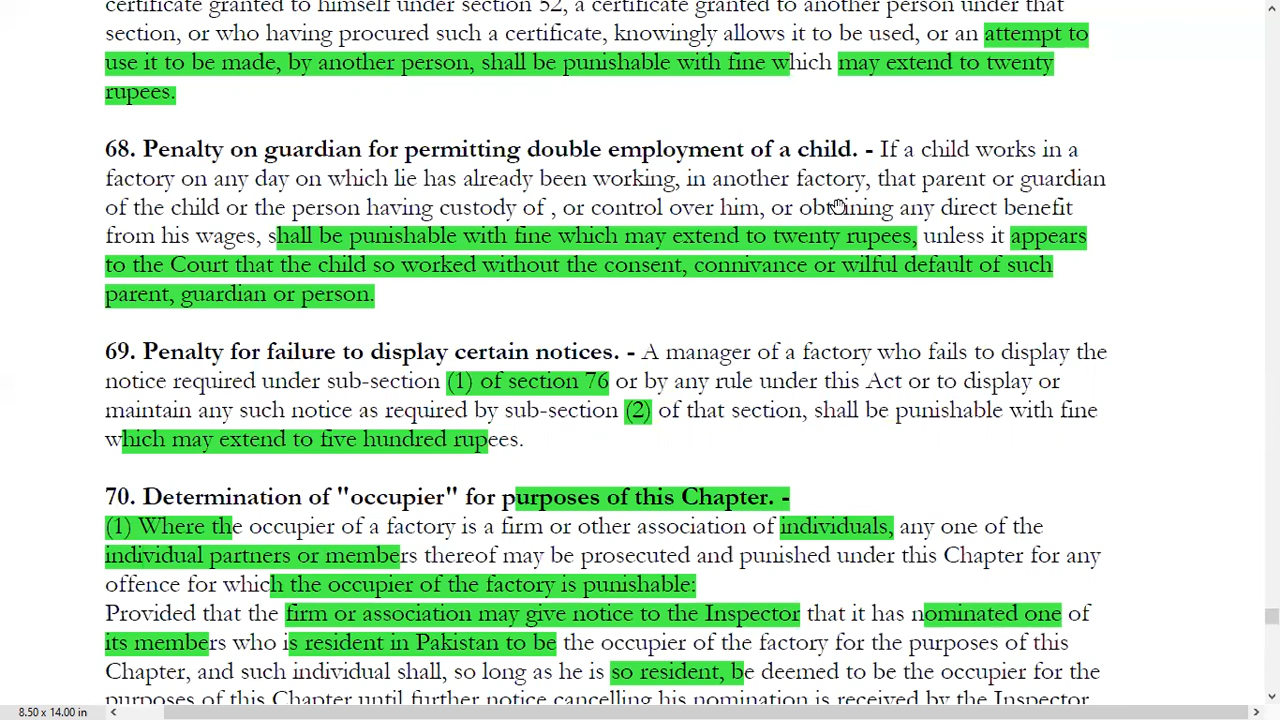 certificate granted to himself under section 52, a certificate granted to another person under that
section, or who having procured such a certificate, knowingly allows it to be used, or an attempt to
use it to be made, by another person, shall be punishable with fine which may extend to twenty
rupees.
68. Penalty on guardian for permitting double employment of a child. - If a child works in a
factory on any day on which lie has already been working, in another factory, that parent or guardian
of the child or the person having custody of , or control over him, or obtaining any direct benefit
from his wages, shall be punishable with fine which may extend to twenty rupees, unless it appears
to the Court that the child so worked without the consent, connivance or wilful default of such
parent, guardian or person.
69. Penalty for failure to display certain notices. - A manager of a factory who fails to display the
notice required under sub-section (1) of section 76 or by any rule under this Act or to display or
maintain any such notice as required by sub-section (2) of that section, shall be punishable with fine
which may extend to five hundred rupees.
70. Determination of "occupier" for purposes of this Chapter. -
(1) Where the occupier of a factory is a firm or other association of individuals, any one of the
individual partners or members thereof may be prosecuted and punished under this Chapter for any
offence for which the occupier of the factory is punishable:
Provided that the firm or association may give notice to the Inspector that it has nominated one of
its members who is resident in Pakistan to be the occupier of the factory for the purposes of this
Chapter, and such individual shall, so long as he is so resident, be deemed to be the occupier for the
purposes of this Chapter until further notice cancelling his nomination is received by the Inspector
8.50 x 14.00 in